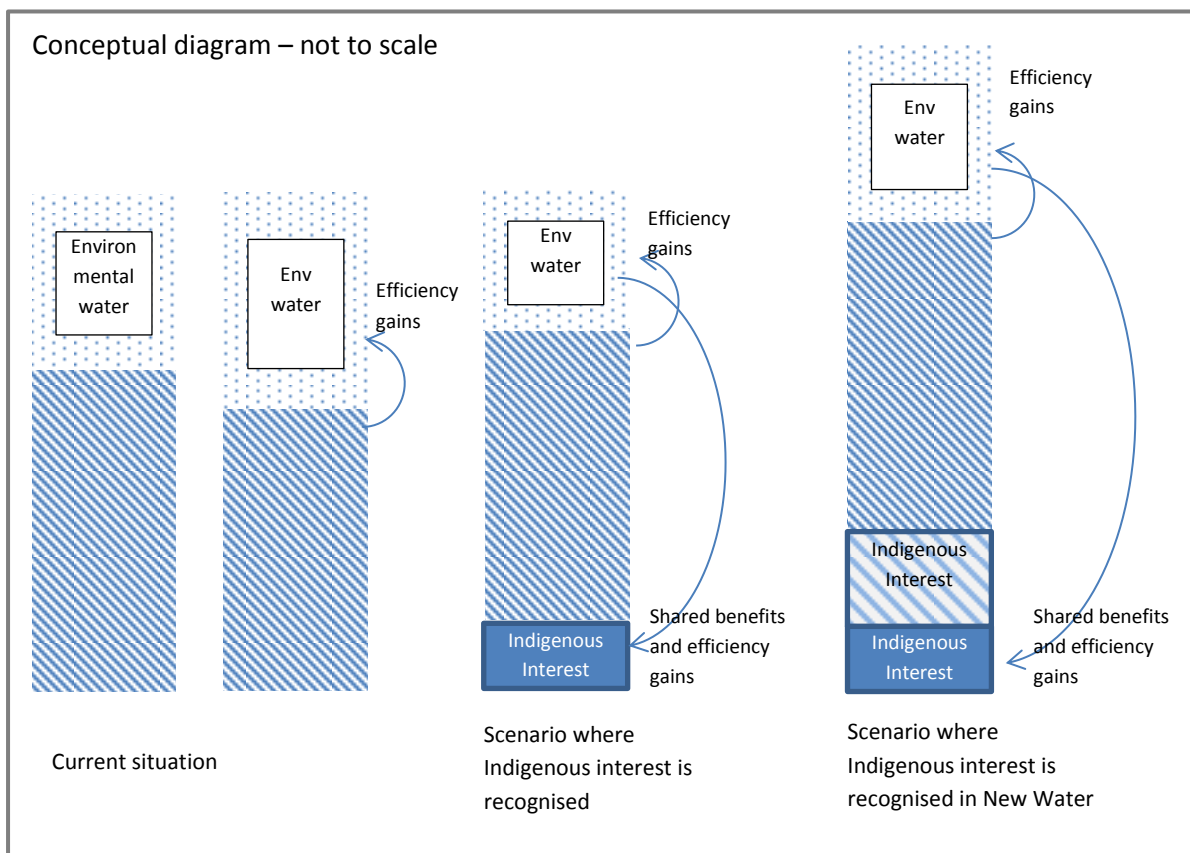 Conceptual diagram – not to scale
Environ
mental
water
Env
water
Efficiency
gains
Current situation
Env
water
Efficiency
gains
Indigenous
Interest
Shared benefits
and efficiency
gains
Scenario where
Indigenous interest is
recognised
Env
water
Efficiency
gains
Indigenous
Interest
Indigenous
Interest
Shared benefits
and efficiency
gains
Scenario where
Indigenous interest is
recognised in New Water